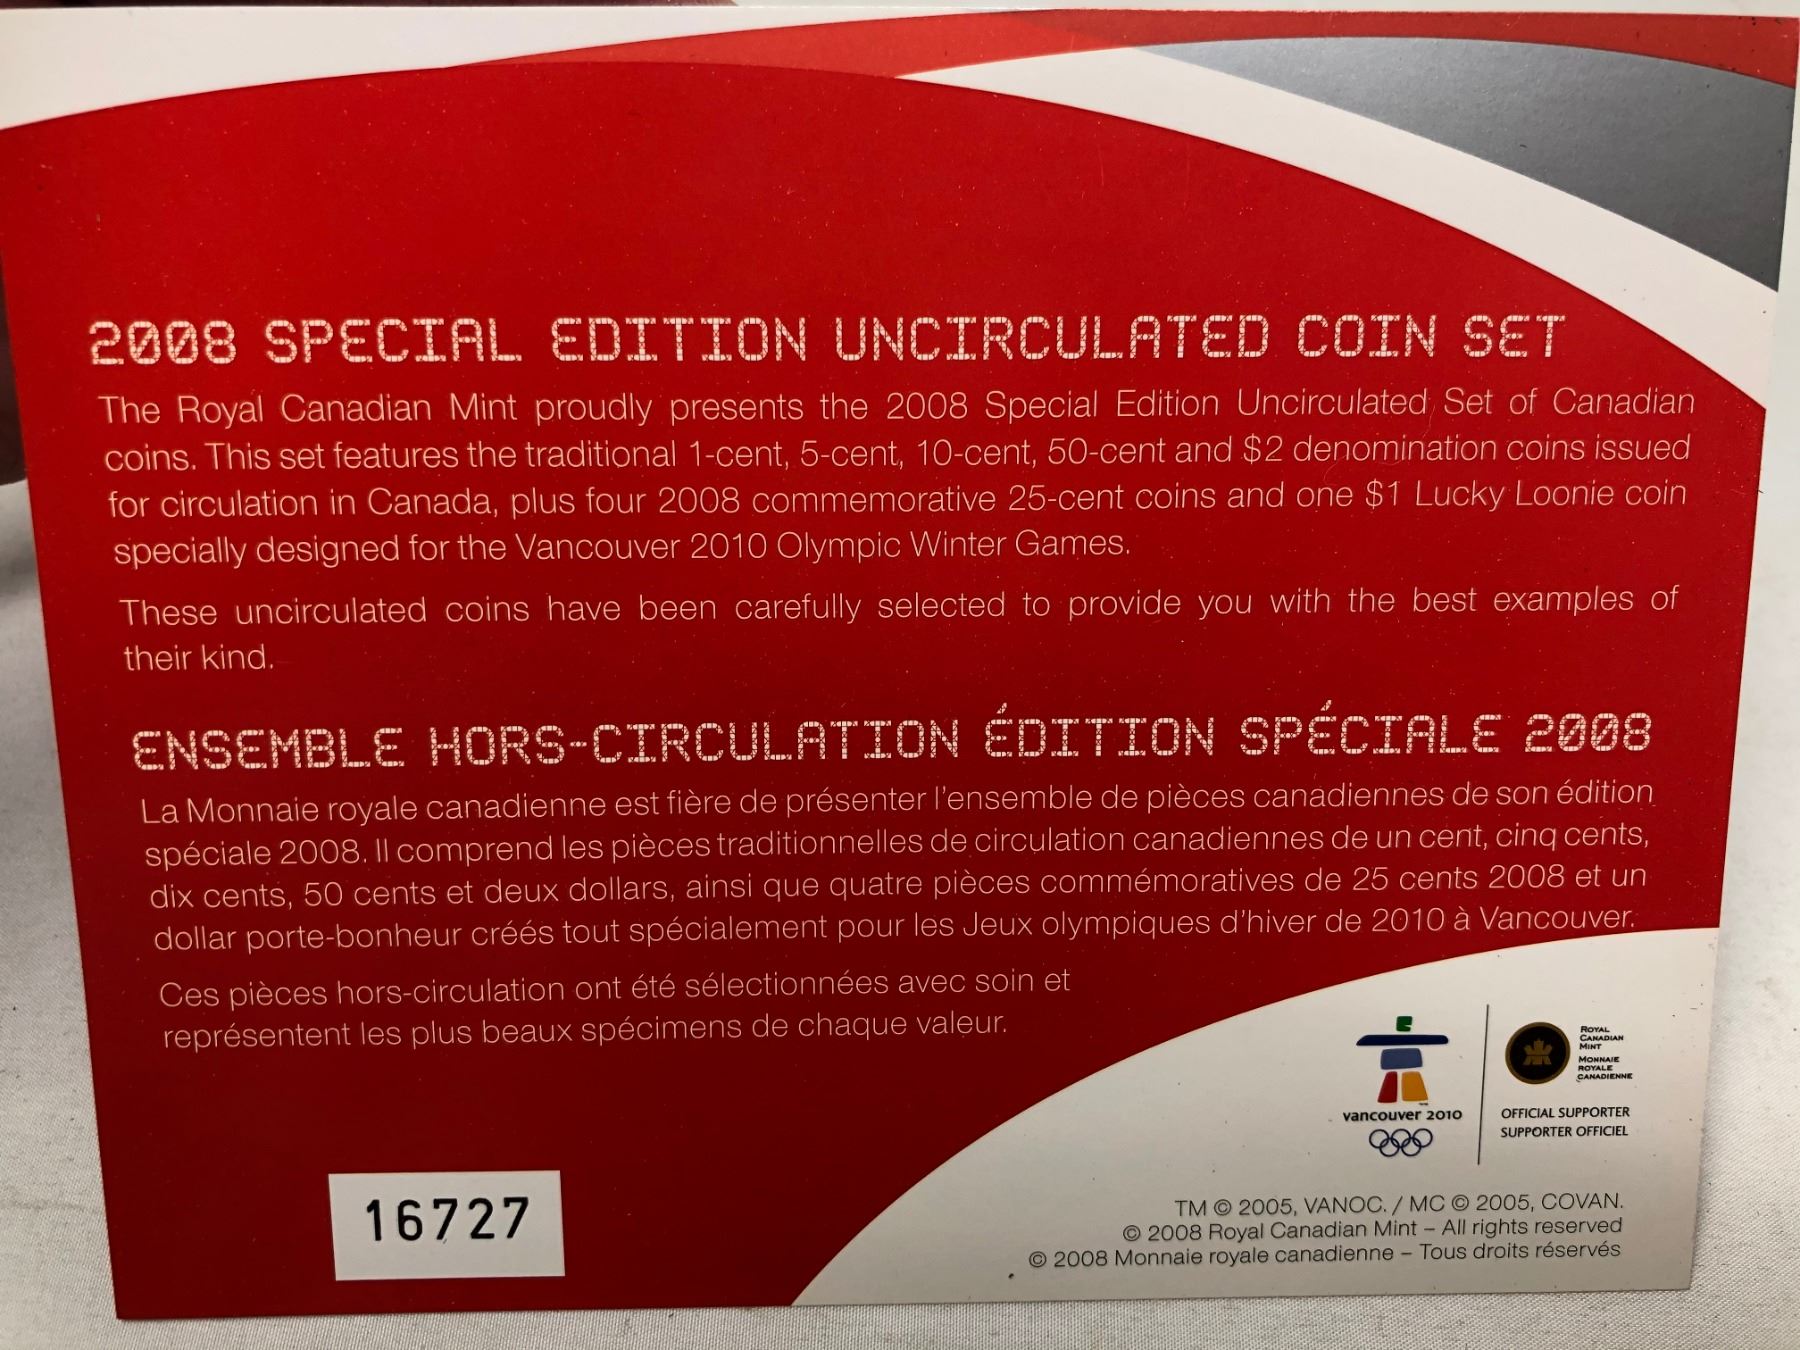 2008 SPECIAL EDITION UNCIRCULATED COIN SET
The Royal Canadian Mint proudly presents the 2008 Special Edition Uncirculated Set of Canadian
coins. This set features the traditional 1-cent, 5-cent, 10-cent, 50-cent and $2 denomination coins issued
for circulation in Canada, plus four 2008 commemorative 25-cent coins and one $1 Lucky Loonie coin
specially designed for the Vancouver 2010 Olympic Winter Games.
These uncirculated coins have been carefully selected to provide you with the best examples of
their kind.
ENSEMBLE HORS-CIRCULATION ÉDITION SPÉCIALE 2008
La Monnaie royale canadienne est fière de présenter l'ensemble de pièces canadiennes de son édition
spéciale 2008. Il comprend les pièces traditionnelles de circulation canadiennes de un cent, cinq cents,
dix cents, 50 cents et deux dollars, ainsi que quatre pièces commémoratives de 25 cents 2008 et un
dollar porte-bonheur créés tout spécialement pour les Jeux olympiques d'hiver de 2010 à Vancouver.
Ces pièces hors-circulation ont été sélectionnées avec soin et
représentent les plus beaux spécimens de chaque valeur.
vancouver 2010
ROYAL
CANADIAN
MINT
MONNAIE
ROYALE
CANADIENNE
OFFICIAL SUPPORTER
SUPPORTER OFFICIEL
16727
TM © 2005, VANOC. / MC © 2005, COVAN.
© 2008 Royal Canadian Mint – All rights reserved
© 2008 Monnaie royale canadienne – Tous droits réservés